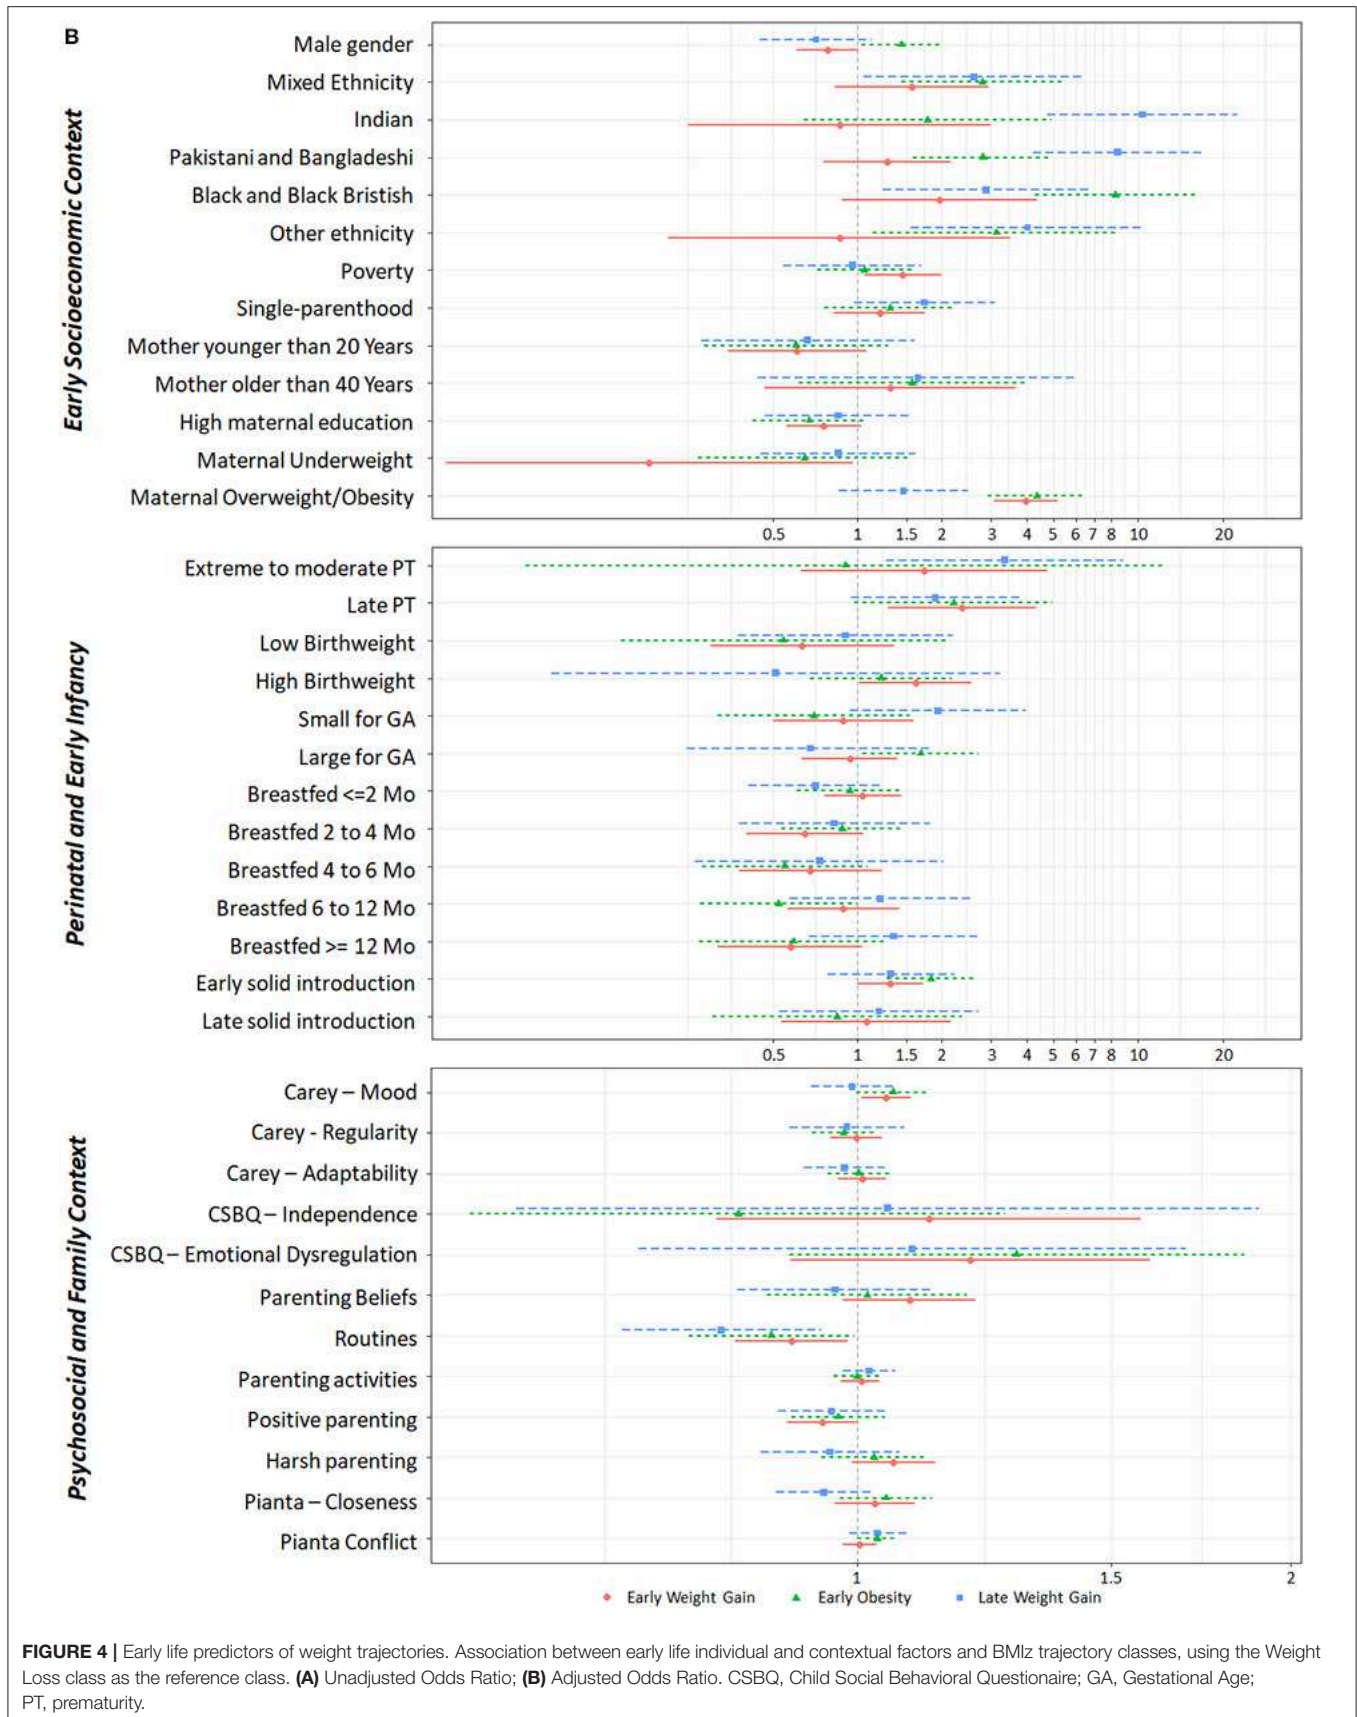 B
Early Socioeconomic Context
Male gender
Mixed Ethnicity
Indian
Pakistani and Bangladeshi
Black and Black Bristish
Other ethnicity
Poverty
Single-parenthood
Mother younger than 20 Years
Mother older than 40 Years
High maternal education
Maternal Underweight
Maternal Overweight/Obesity
0.5 1 1.5 2 3 4 5 6 7 8 10 20
Perinatal and Early Infancy
Extreme to moderate PT
Late PT
Low Birthweight
High Birthweight
Small for GA
Large for GA
Breastfed <=2 Mo
Breastfed 2 to 4 Mo
Breastfed 4 to 6 Mo
Breastfed 6 to 12 Mo
Breastfed >= 12 Mo
Early solid introduction
Late solid introduction
0.5 1 1.5 2 3 4 5 6 7 8 10 20
Psychosocial and Family Context
Carey – Mood
Carey - Regularity
Carey – Adaptability
CSBQ – Independence
CSBQ – Emotional Dysregulation
Parenting Beliefs
Routines
Parenting activities
Positive parenting
Harsh parenting
Pianta – Closeness
Pianta Conflict
1 1.5 2
Early Weight Gain Early Obesity Late Weight Gain
FIGURE 4 | Early life predictors of weight trajectories. Association between early life individual and contextual factors and BMIz trajectory classes, using the Weight
Loss class as the reference class. (A) Unadjusted Odds Ratio; (B) Adjusted Odds Ratio. CSBQ, Child Social Behavioral Questionaire; GA, Gestational Age;
PT, prematurity.